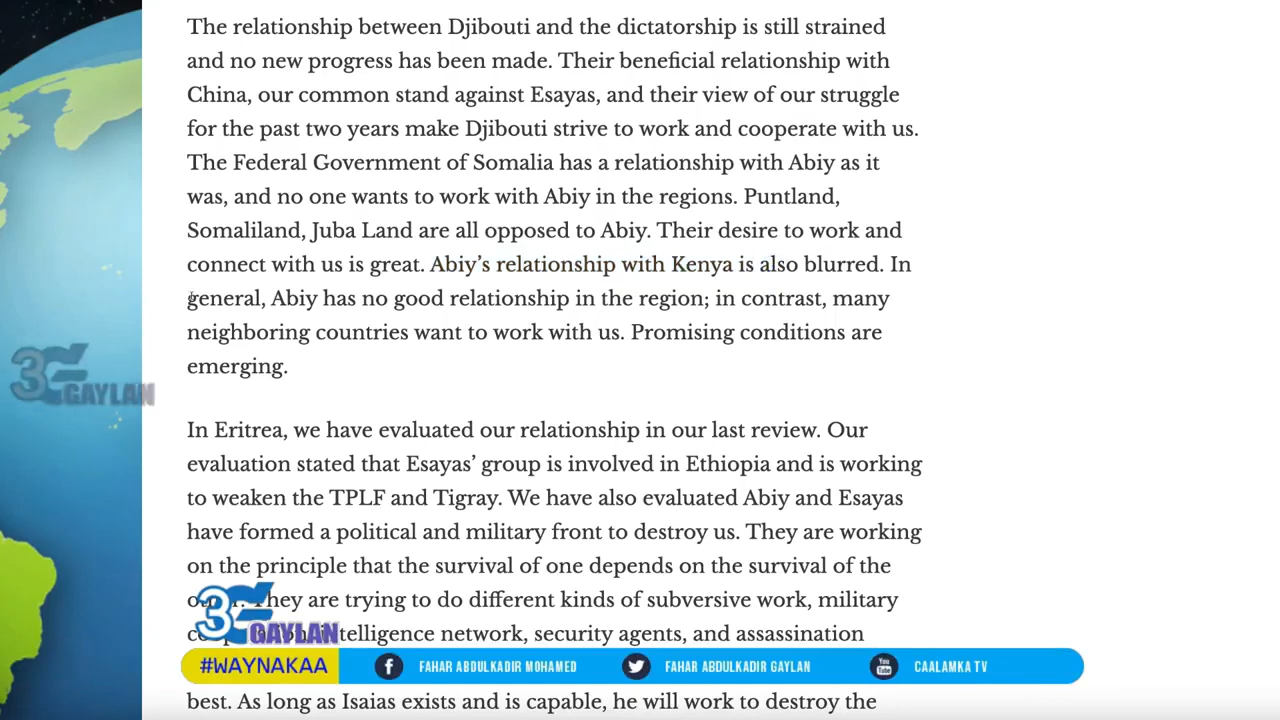 The relationship between Djibouti and the dictatorship is still strained
and no new progress has been made. Their beneficial relationship with
China, our common stand against Esayas, and their view of our struggle
for the past two years make Djibouti strive to work and cooperate with us.
The Federal Government of Somalia has a relationship with Abiy as it
was, and no one wants to work with Abiy in the regions. Puntland,
Somaliland, Juba Land are all opposed to Abiy. Their desire to work and
connect with us is great. Abiy’s relationship with Kenya is also blurred. In
general, Abiy has no good relationship in the region; in contrast, many
neighboring countries want to work with us. Promising conditions are
emerging.
GAYLAN
In Eritrea, we have evaluated our relationship in our last review. Our
evaluation stated that Esayas’ group is involved in Ethiopia and is working
to weaken the TPLF and Tigray. We have also evaluated Abiy and Esayas
have formed a political and military front to destroy us. They are working
on the principle that the survival of one depends on the survival of the
They are trying to do different kinds of subversive work, military
intelligence network, security agents, and assassination
GAYLAN
#WAYNAKAA FAHAR ABDULKADIR MOHAMED FAHAR ABDULKADIR GAYLAN You Tube CAALAMKA TV
best. As long as Isaias exists and is capable, he will work to destroy the